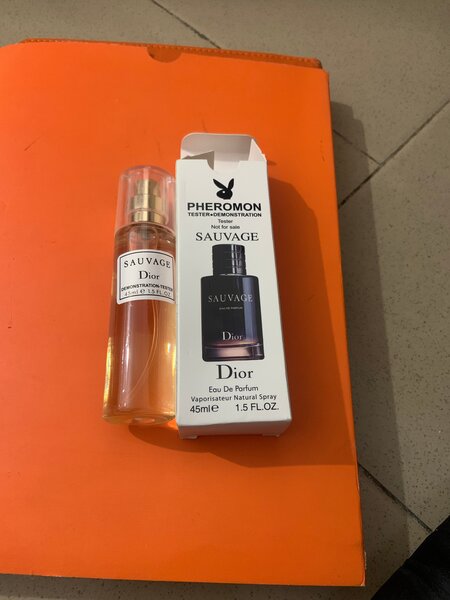 SAUVAGE
Dior
DEMONSTRATION-TESTER
45ml e 1.5 FL.OZ.
PHEROMON
TESTER+DEMONSTRATION
Tester
Not for sale
SAUVAGE
SAUVAGE
EAU DE PARFUM
Dior
Dior
Eau De Parfum
Vaporisateur Natural Spray
45ml e 1.5 FL.OZ.